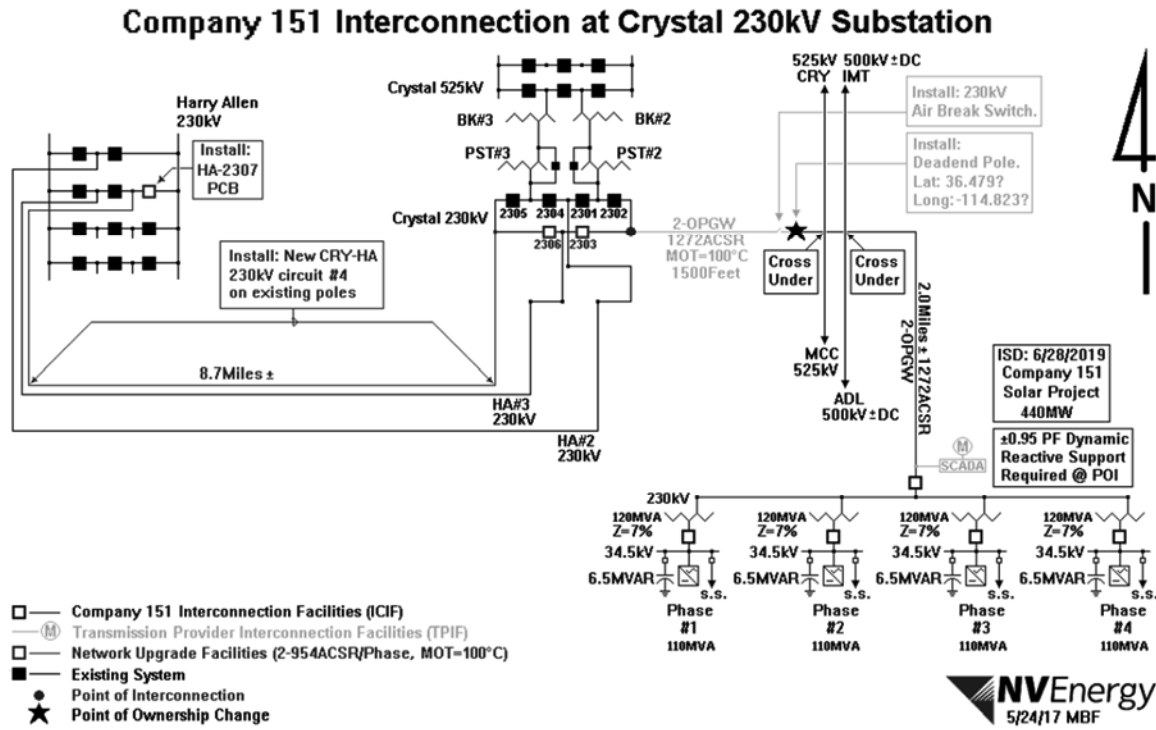 Company 151 Interconnection at Crystal 230kV Substation
Harry Allen
230kV
Install:
HA-2307
PCB
Crystal 525kV
BK#3
BK#2
PST#3
PST#2
Crystal 230kV
2305
2304
2301
2302
2306
2303
Install: New CRY-HA
230kV circuit #4
on existing poles
8.7Miles ±
HA#3
230kV
HA#2
230kV
2-OPGW
1272ACSR
MOT=100°C
1500Feet
525kV
CRY
500kV ±DC
IMT
Install: 230kV
Air Break Switch.
Install:
Deadend Pole.
Lat: 36.479?
Long:-114.823?
N
Cross
Under
Cross
Under
MCC
525kV
ADL
500kV ±DC
2.0Miles ± 1272ACSR
2-OPGW
ISD: 6/28/2019
Company 151
Solar Project
440MW
±0.95 PF Dynamic
Reactive Support
Required @ POI
M
SCADA
230kV
120MVA
Z=7%
34.5kV
6.5MVAR
s.s.
Phase
#1
110MVA
120MVA
Z=7%
34.5kV
6.5MVAR
s.s.
Phase
#2
110MVA
120MVA
Z=7%
34.5kV
6.5MVAR
s.s.
Phase
#3
110MVA
120MVA
Z=7%
34.5kV
6.5MVAR
s.s.
Phase
#4
110MVA
Company 151 Interconnection Facilities (ICIF)
M Transmission Provider Interconnection Facilities (TPIF)
Network Upgrade Facilities (2-954ACSR/Phase, MOT=100°C)
Existing System
Point of Interconnection
Point of Ownership Change
NVEnergy
5/24/17 MBF